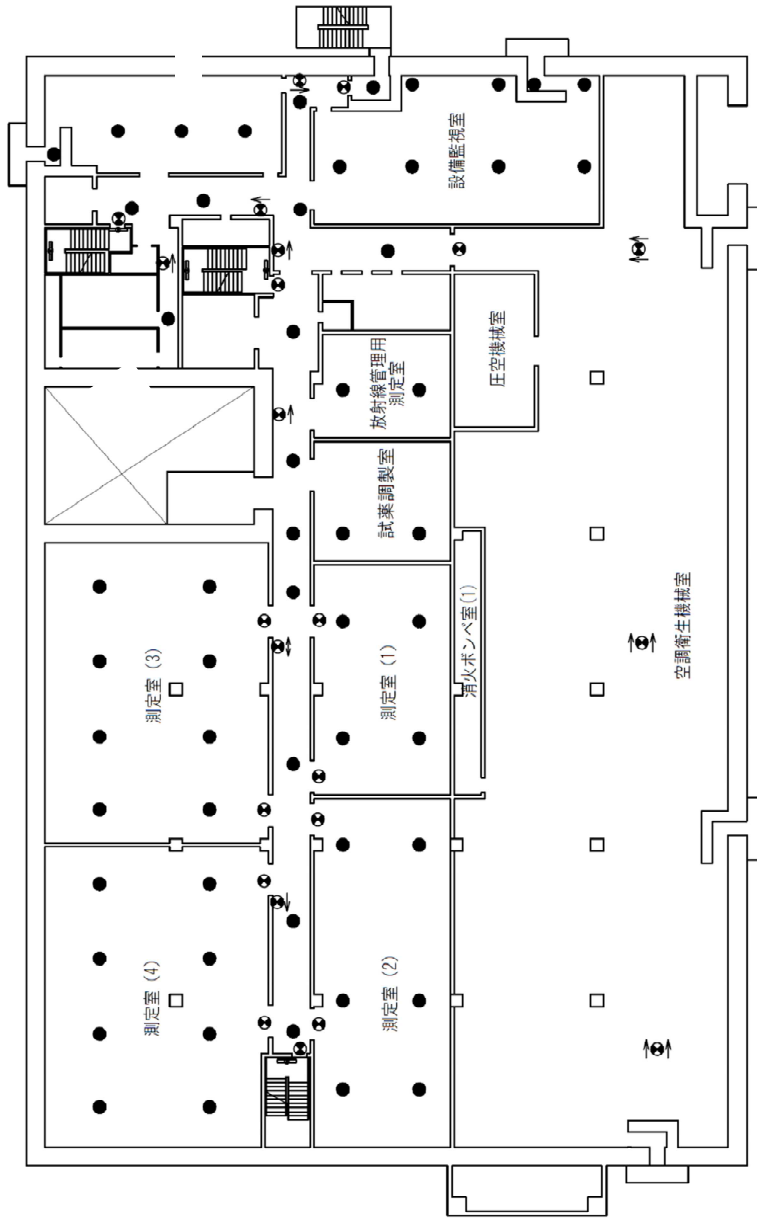 設備監視室
圧空機械室
放射線管理用
測定室
試薬調製室
消火ボンベ室(1)
空調衛生機械室
測定室 (3)
測定室 (1)
測定室 (4)
測定室 (2)